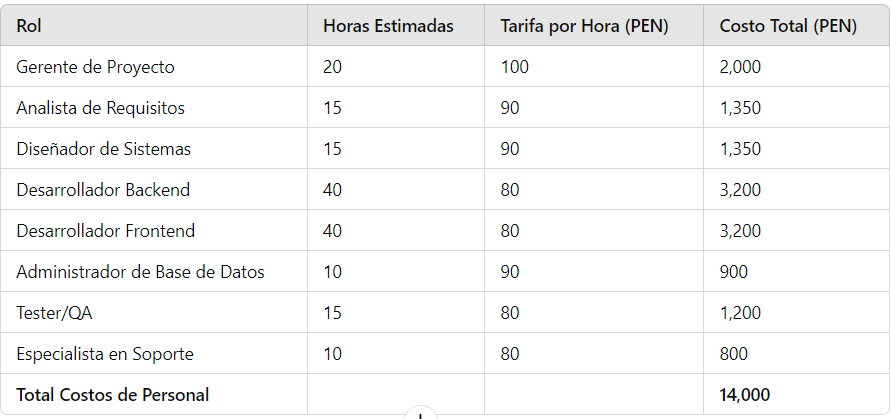 Rol Horas Estimadas Tarifa por Hora (PEN) Costo Total (PEN)
Gerente de Proyecto 20 100 2,000
Analista de Requisitos 15 90 1,350
Diseñador de Sistemas 15 90 1,350
Desarrollador Backend 40 80 3,200
Desarrollador Frontend 40 80 3,200
Administrador de Base de Datos 10 90 900
Tester/QA 15 80 1,200
Especialista en Soporte 10 80 800
Total Costos de Personal 14,000